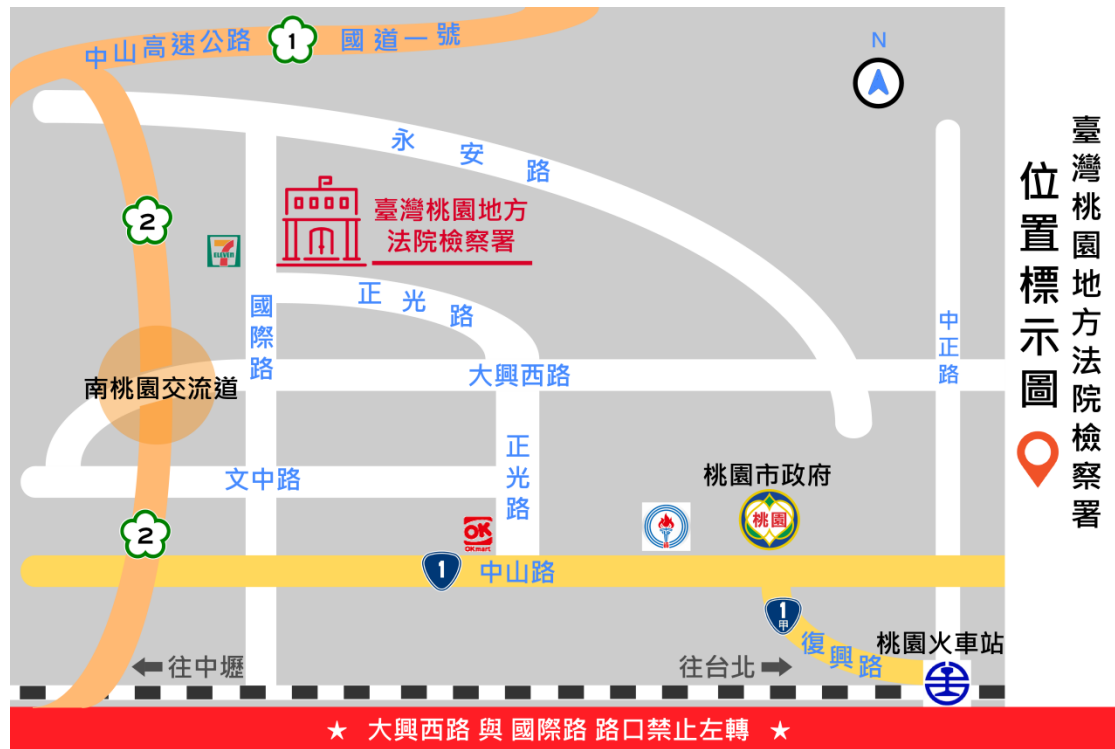 中山高速公路 1 國道一號
N
永安路
2
臺灣桃園地方
法院檢察署
7
ELEVEN
正光路
國際路
中正路
大興西路
南桃園交流道
正光路
文中路
桃園市政府
桃園
2
OK
OKmart
1
中山路
1
甲
復興路
桃園火車站
往中壢
往台北
★ 大興西路 與 國際路 路口禁止左轉 ★
臺灣桃園地方法院檢察署
位置標示圖